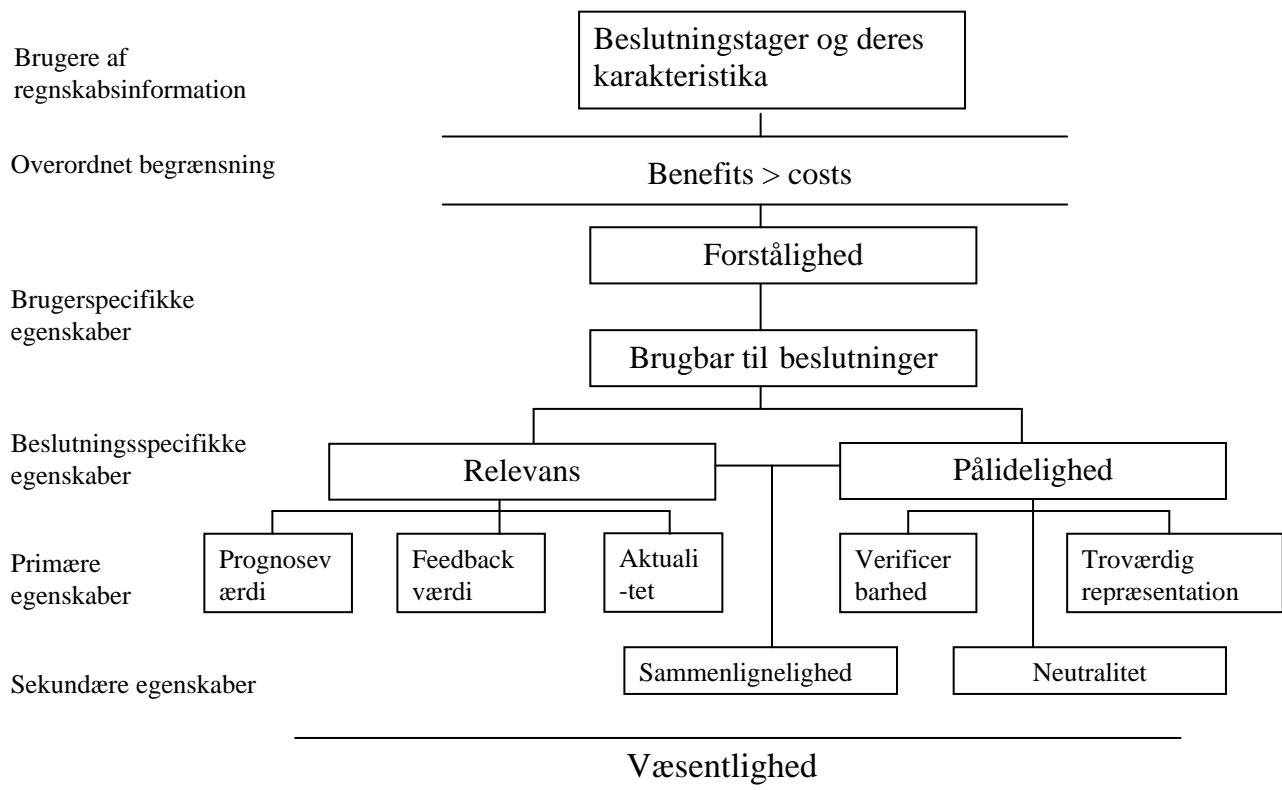 Brugere af
regnskabsinformation
Beslutningstager og deres
karakteristika
Overordnet begrænsning
Benefits > costs
Forstålighed
Brugerspecifikke
egenskaber
Brugbar til beslutninger
Beslutningsspecifikke
egenskaber
Relevans
Pålidelighed
Primære
egenskaber
Prognosev
ærdi
Feedback
værdi
Aktuali
-tet
Verificer
barhed
Troværdig
repræsentation
Sekundære egenskaber
Sammenlignelighed
Neutralitet
Væsentlighed